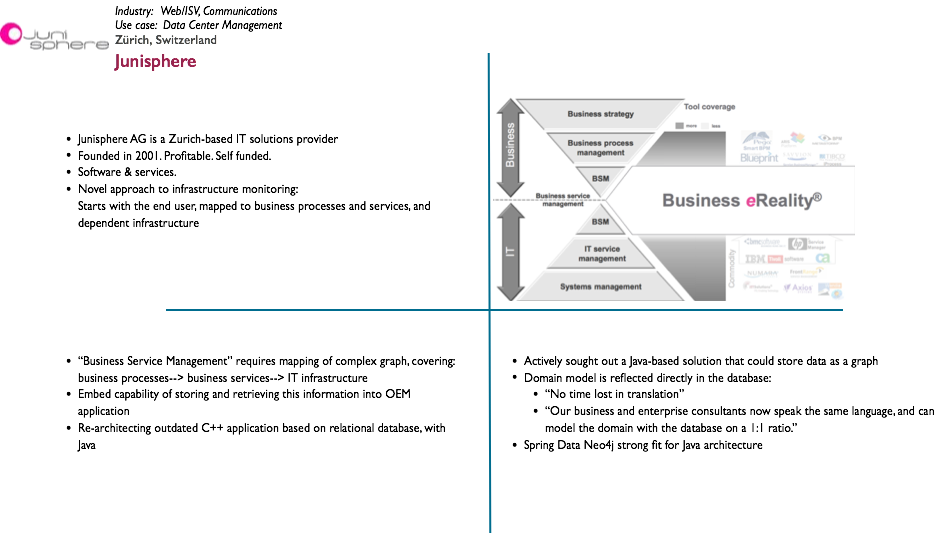 Industry: Web/ISV, Communications
Use case: Data Center Management
Zürich, Switzerland
Junisphere
juni
sphere
• Junisphere AG is a Zurich-based IT solutions provider
• Founded in 2001. Profitable. Self funded.
• Software & services.
• Novel approach to infrastructure monitoring:
Starts with the end user, mapped to business processes and services, and
dependent infrastructure
Business
IT
Business strategy
Business process
management
BSM
Business service
management
BSM
IT service
management
Systems management
Tool coverage
more
less
Blueprint
TIBCO
Business eReality®
Commodity
IBM
ca
NUMARA
Axios
• “Business Service Management” requires mapping of complex graph, covering:
business processes--> business services--> IT infrastructure
• Embed capability of storing and retrieving this information into OEM
application
• Re-architecting outdated C++ application based on relational database, with
Java
• Actively sought out a Java-based solution that could store data as a graph
• Domain model is reflected directly in the database:
• “No time lost in translation”
• “Our business and enterprise consultants now speak the same language, and can
model the domain with the database on a 1:1 ratio.”
• Spring Data Neo4j strong fit for Java architecture